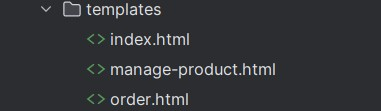 templates
index.html
manage-product.html
order.html